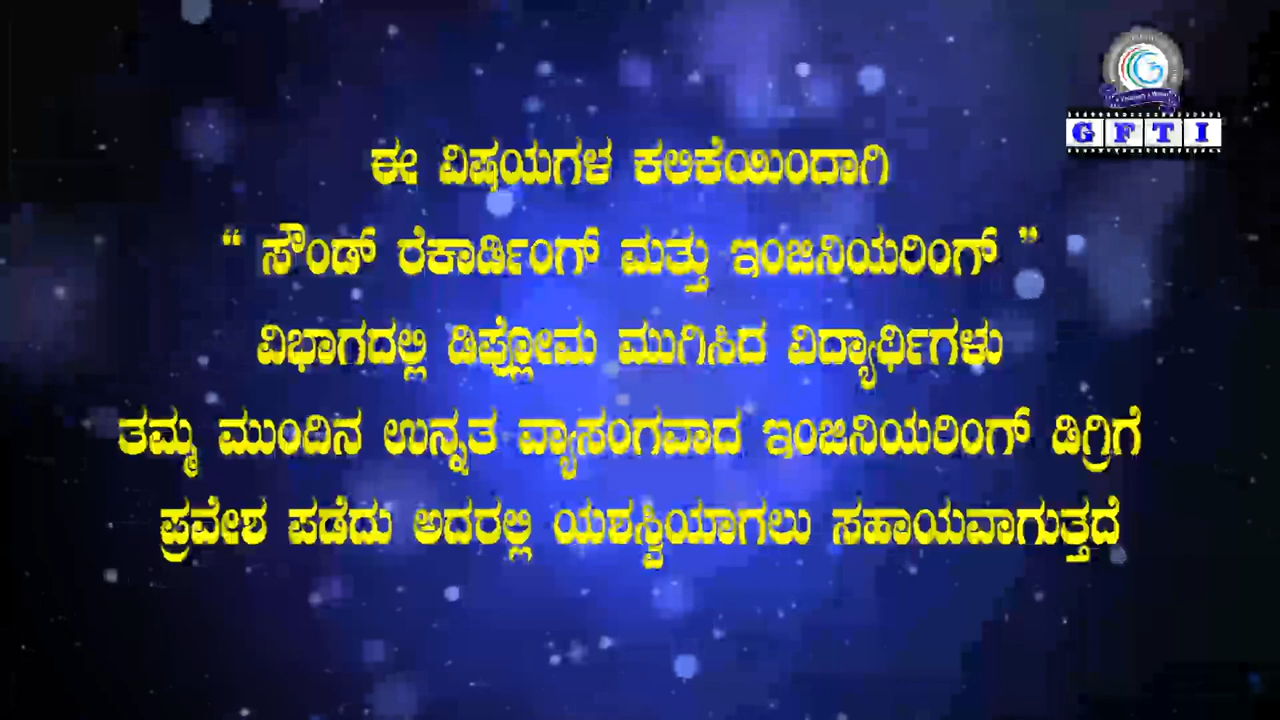 ಈ ವಿಷಯಗಳ ಕಲಿಕೆಯಿಂದಾಗಿ
“ ಸೌಂಡ್ ರೆಕಾರ್ಡಿಂಗ್ ಮತ್ತು ಇಂಜನಿಯರಿಂಗ್ ”
ವಿಭಾಗದಲ್ಲಿ ಡಿಪ್ಲೋಮ ಮುಗಿಸಿದ ವಿದ್ಯಾರ್ಥಿಗಳು
ತಮ್ಮ ಮುಂದಿನ ಉನ್ನತ ವ್ಯಾಸಂಗವಾದ ಇಂಜನಿಯರಿಂಗ್ ಡಿಗ್ರಿಗೆ
ಪ್ರವೇಶ ಪಡೆದು ಅದರಲ್ಲಿ ಯಶಸ್ವಿಯಾಗಲು ಸಹಾಯವಾಗುತ್ತದೆ
GFTI